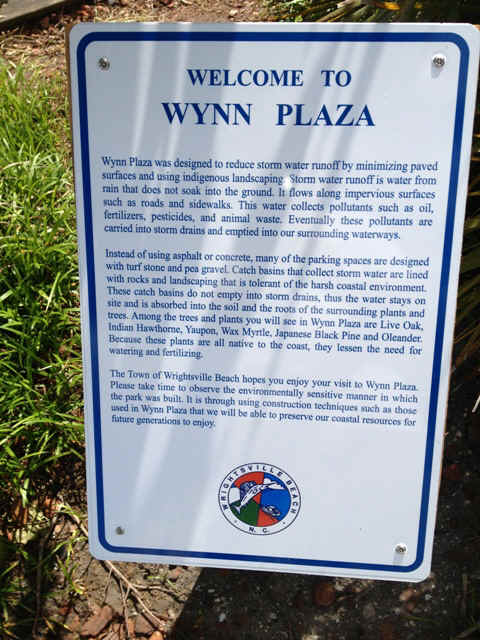 WELCOME TO
WYNN PLAZA
Wynn Plaza was designed to reduce storm water runoff by minimizing paved
surfaces and using indigenous landscaping. Storm water runoff is water from
rain that does not soak into the ground. It flows along impervious surfaces
such as roads and sidewalks. This water collects pollutants such as oil,
fertilizers, pesticides, and animal waste. Eventually these pollutants are
carried into storm drains and emptied into our surrounding waterways.
Instead of using asphalt or concrete, many of the parking spaces are designed
with turf stone and pea gravel. Catch basins that collect storm water are lined
with rocks and landscaping that is tolerant of the harsh coastal environment.
These catch basins do not empty into storm drains, thus the water stays on
site and is absorbed into the soil and the roots of the surrounding plants and
trees. Among the trees and plants you will see in Wynn Plaza are Live Oak,
Indian Hawthorne, Yaupon, Wax Myrtle, Japanese Black Pine and Oleander.
Because these plants are all native to the coast, they lessen the need for
watering and fertilizing.
The Town of Wrightsville Beach hopes you enjoy your visit to Wynn Plaza.
Please take time to observe the environmentally sensitive manner in which
the park was built. It is through using construction techniques such as those
used in Wynn Plaza that we will be able to preserve our coastal resources for
future generations to enjoy.
WRIGHTSVILLE BEACH
N. C.